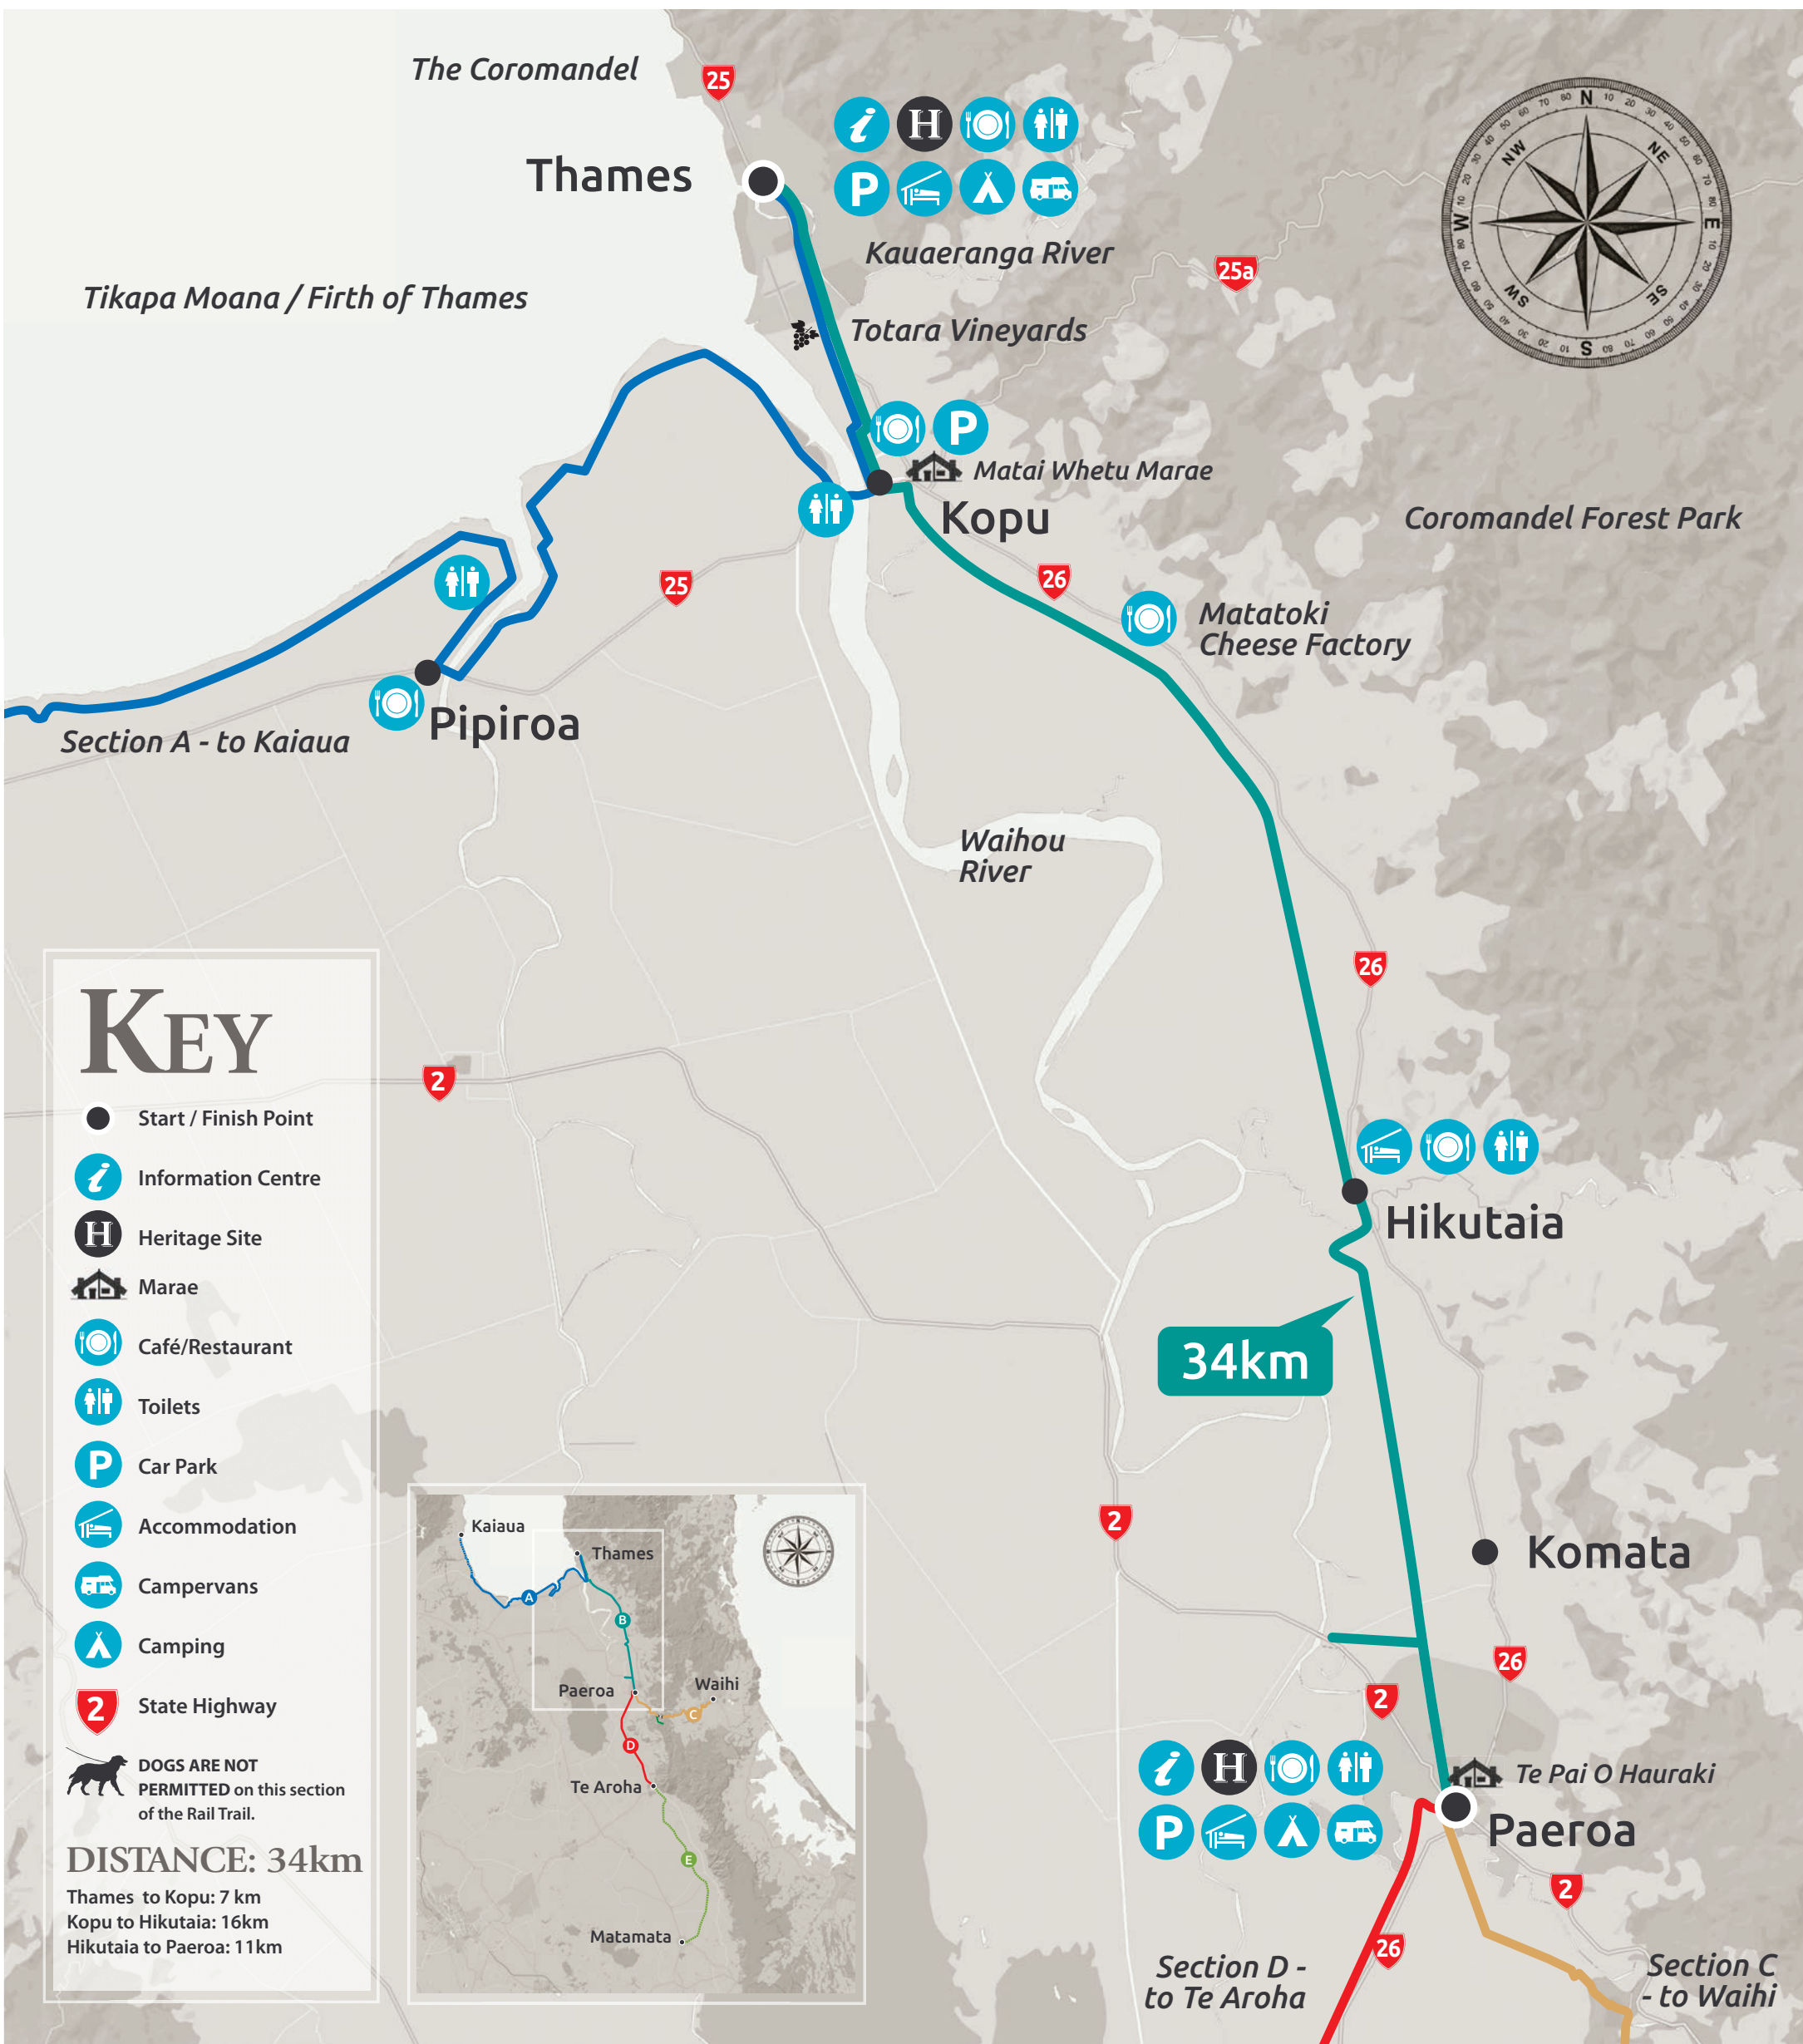 The Coromandel
25
Thames
i H
P
Kauaeranga River
25a
Tikapa Moana / Firth of Thames
Totara Vineyards
N
NE
E
SE
S
SW
W
NW
P
Matai Whetu Marae
Kopu
Coromandel Forest Park
25
26
Matatoki
Cheese Factory
Pipiroa
Section A - to Kaiaua
Waihou
River
26
2
Hikutaia
34km
2
Komata
26
2
i H
P
Te Pai O Hauraki
Paeroa
2
26
Section D -
to Te Aroha
Section C
- to Waihi
KEY
Start / Finish Point
i Information Centre
H Heritage Site
Marae
Café/Restaurant
Toilets
P Car Park
Accommodation
Campervans
Camping
2 State Highway
DOGS ARE NOT
PERMITTED on this section
of the Rail Trail.
DISTANCE: 34km
Thames to Kopu: 7 km
Kopu to Hikutaia: 16km
Hikutaia to Paeroa: 11km
Kaiaua
Thames
A
B
Paeroa
Waihi
C
D
Te Aroha
E
Matamata